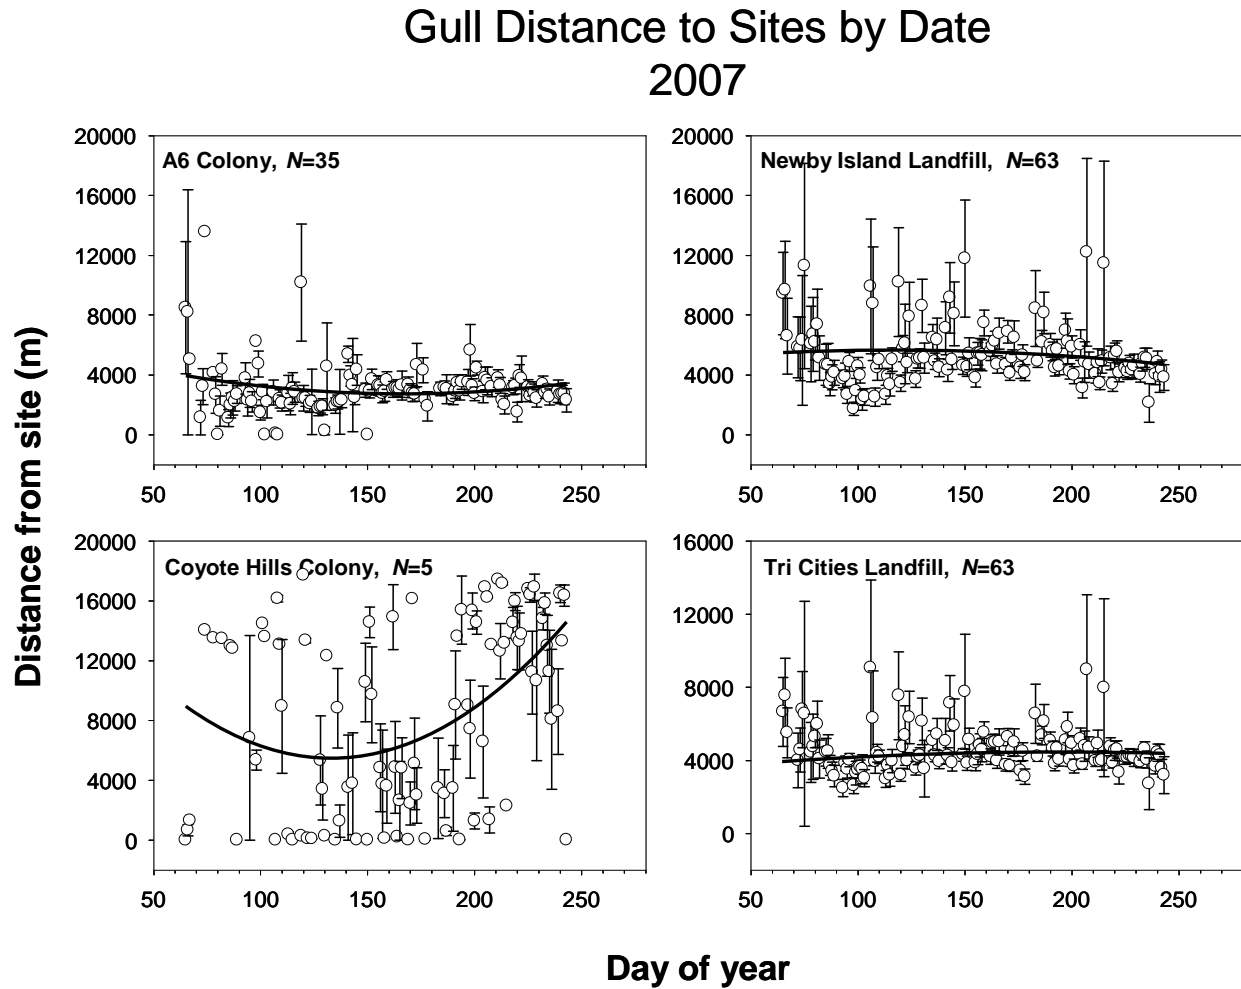 Gull Distance to Sites by Date
2007
Distance from site (m)
A6 Colony, N=35
20000
16000
12000
8000
4000
0
50 100 150 200 250
Newby Island Landfill, N=63
20000
16000
12000
8000
4000
0
50 100 150 200 250
Coyote Hills Colony, N=5
20000
16000
12000
8000
4000
0
50 100 150 200 250
Tri Cities Landfill, N=63
16000
12000
8000
4000
0
50 100 150 200 250
Day of year